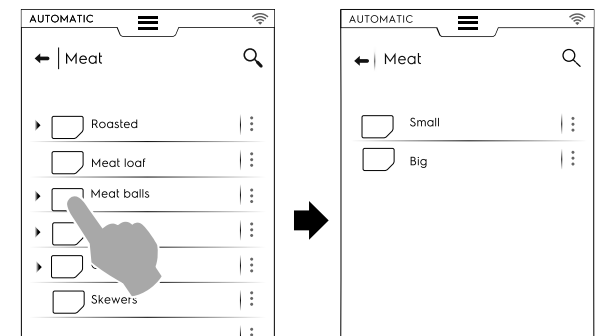 AUTOMATIC
Meat
Roasted
Meat loaf
Meat balls
Skewers
AUTOMATIC
Meat
Small
Big